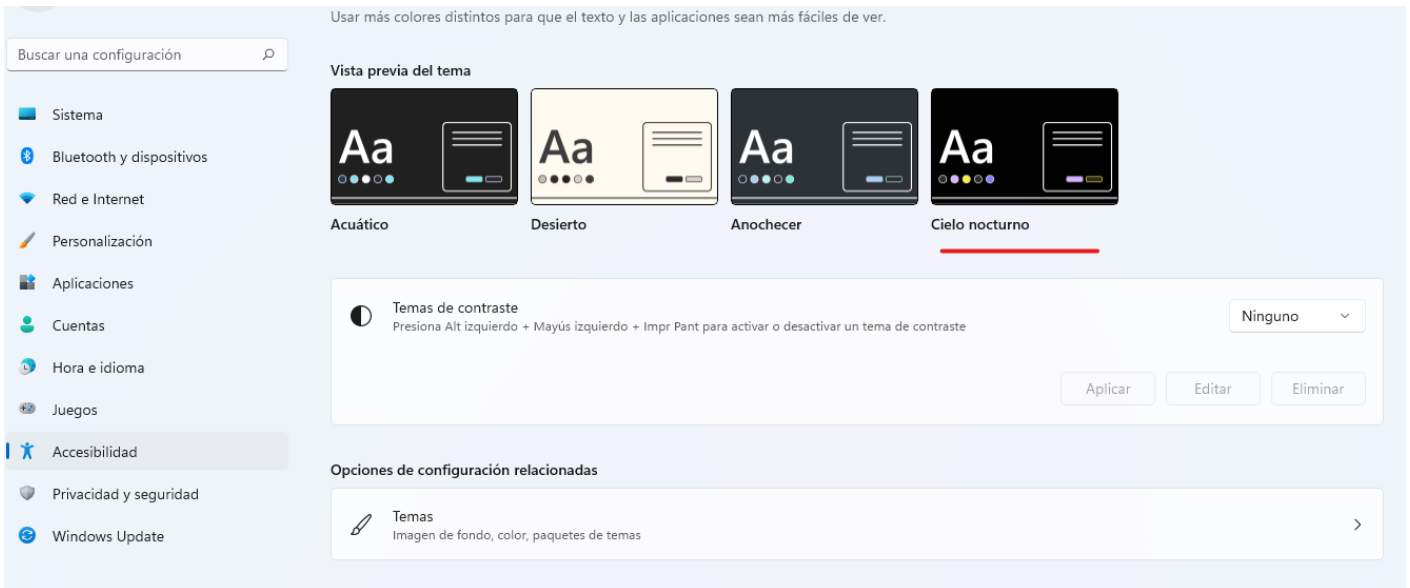 Usar más colores distintos para que el texto y las aplicaciones sean más fáciles de ver.
Buscar una configuración
Sistema
Bluetooth y dispositivos
Red e Internet
Personalización
Aplicaciones
Cuentas
Hora e idioma
Juegos
Accesibilidad
Privacidad y seguridad
Windows Update
Vista previa del tema
Aa
Aa
Aa
Aa
Acuático
Desierto
Anochecer
Cielo nocturno
Temas de contraste
Presiona Alt izquierdo + Mayús izquierdo + Impr Pant para activar o desactivar un tema de contraste
Ninguno
Aplicar
Editar
Eliminar
Opciones de configuración relacionadas
Temas
Imagen de fondo, color, paquetes de temas